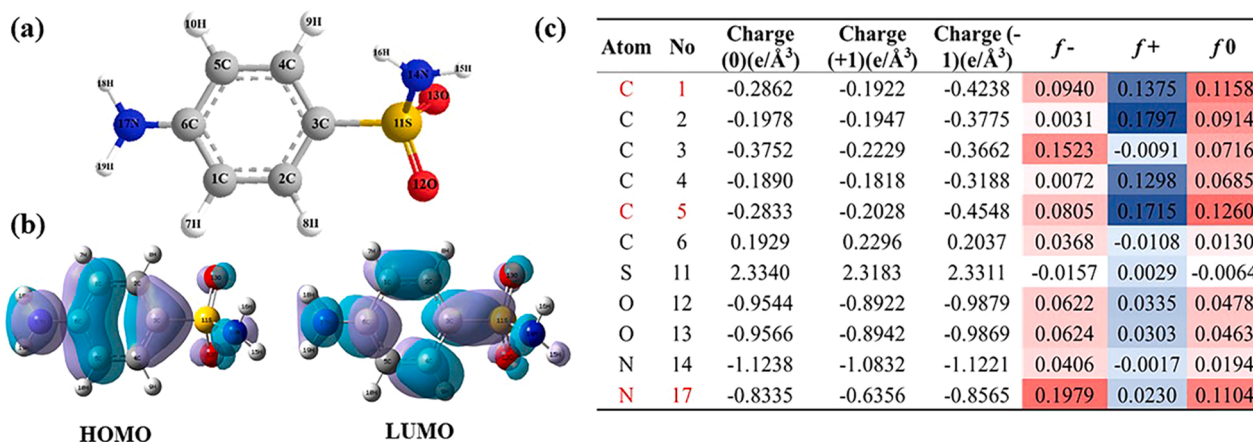 (a)
10H
9H
5C
4C
16H
14N
15H
18H
13O
17N
6C
3C
11S
19H
1C
2C
12O
7H
8H
(b)
HOMO
LUMO
(c)
Atom No Charge (0)(e/Å³) Charge (+1)(e/Å³) Charge (-1)(e/Å³) f- f+ f0
C 1 -0.2862 -0.1922 -0.4238 0.0940 0.1375 0.1158
C 2 -0.1978 -0.1947 -0.3775 0.0031 0.1797 0.0914
C 3 -0.3752 -0.2229 -0.3662 0.1523 -0.0091 0.0716
C 4 -0.1890 -0.1818 -0.3188 0.0072 0.1298 0.0685
C 5 -0.2833 -0.2028 -0.4548 0.0805 0.1715 0.1260
C 6 0.1929 0.2296 0.2037 0.0368 -0.0108 0.0130
S 11 2.3340 2.3183 2.3311 -0.0157 0.0029 -0.0064
O 12 -0.9544 -0.8922 -0.9879 0.0622 0.0335 0.0478
O 13 -0.9566 -0.8942 -0.9869 0.0624 0.0303 0.0463
N 14 -1.1238 -1.0832 -1.1221 0.0406 -0.0017 0.0194
N 17 -0.8335 -0.6356 -0.8565 0.1979 0.0230 0.1104